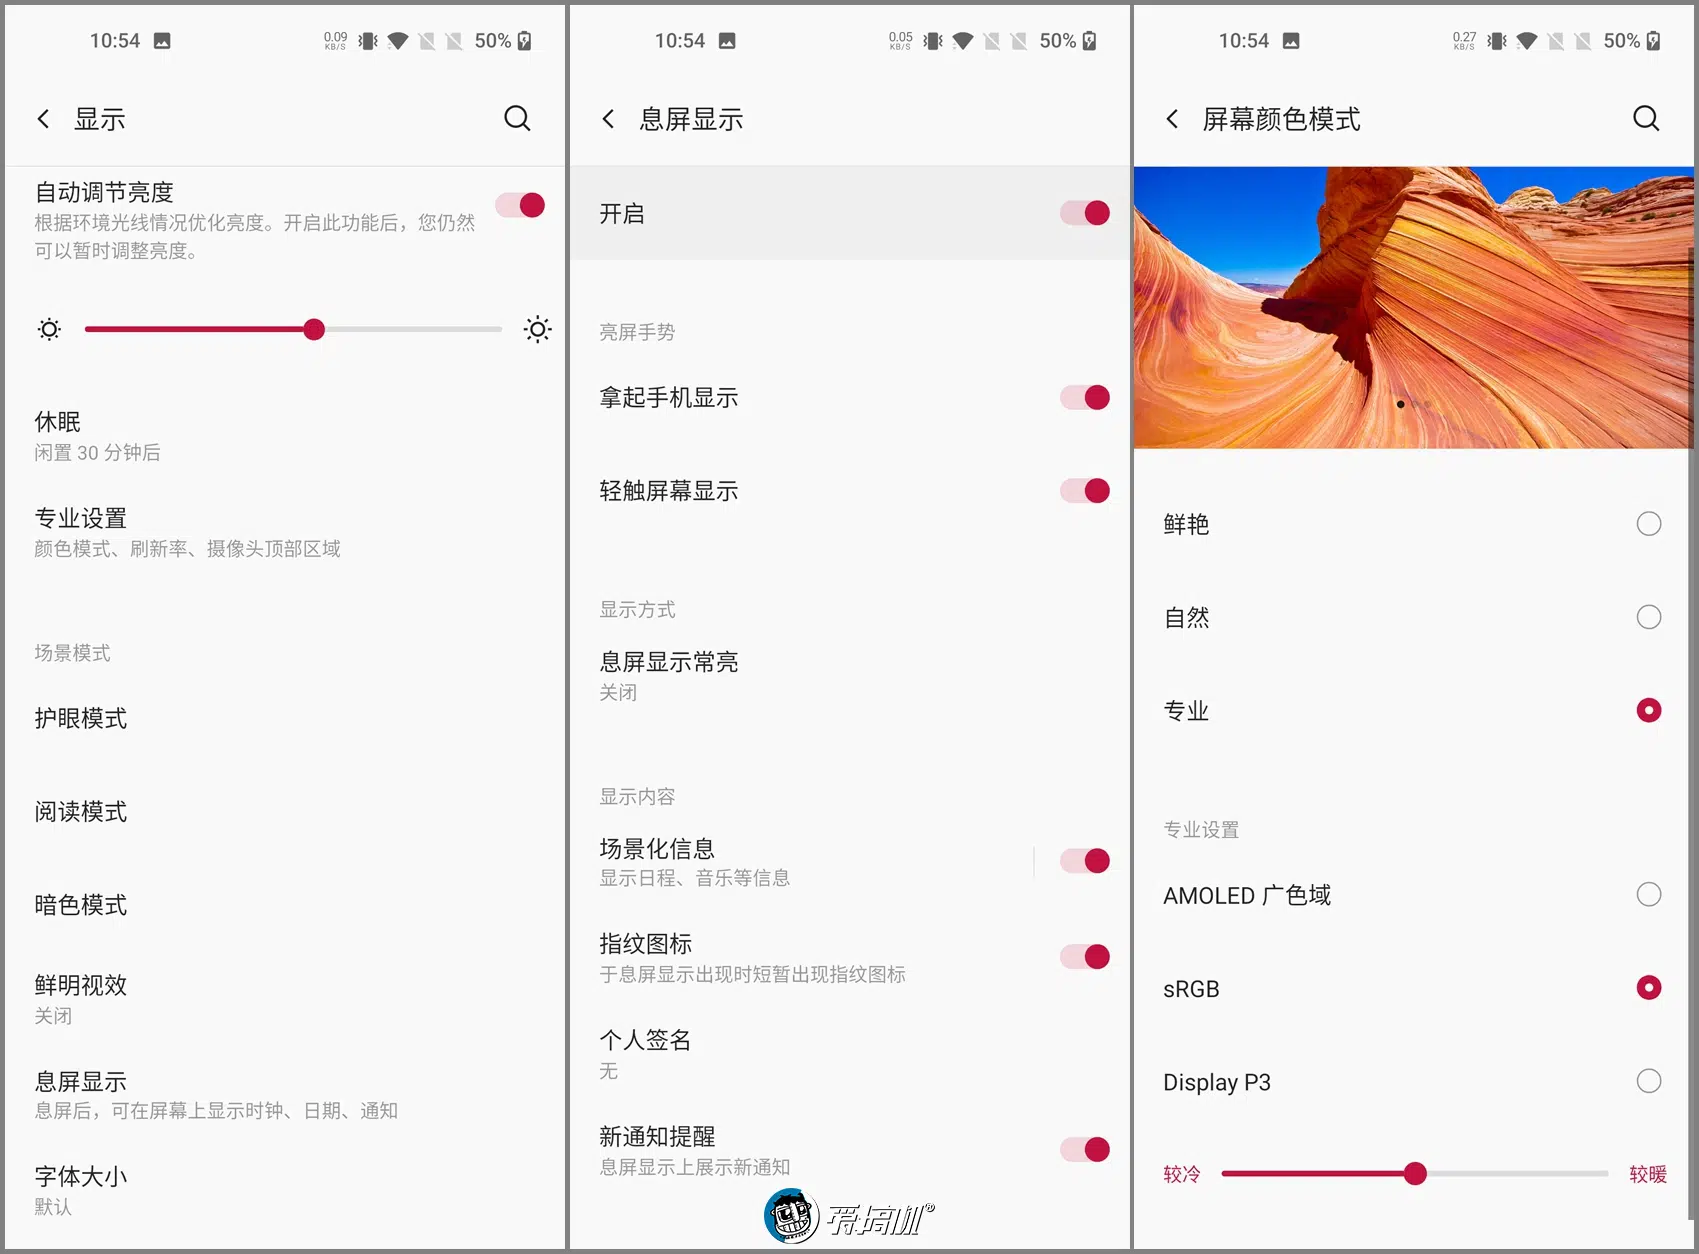 10:54
0.09
KB/S
50%
显示
自动调节亮度
根据环境光线情况优化亮度。开启此功能后，您仍然
可以暂时调整亮度。
休眠
闲置 30 分钟后
专业设置
颜色模式、刷新率、摄像头顶部区域
场景模式
护眼模式
阅读模式
暗色模式
鲜明视效
关闭
息屏显示
息屏后，可在屏幕上显示时钟、日期、通知
字体大小
默认
10:54
0.05
KB/S
50%
息屏显示
开启
亮屏手势
拿起手机显示
轻触屏幕显示
显示方式
息屏显示常亮
关闭
显示内容
场景化信息
显示日程、音乐等信息
指纹图标
于息屏显示出现时短暂出现指纹图标
个人签名
无
新通知提醒
息屏显示上展示新通知
爱搞机®
10:54
0.27
KB/S
50%
屏幕颜色模式
鲜艳
自然
专业
专业设置
AMOLED 广色域
sRGB
Display P3
较冷
较暖